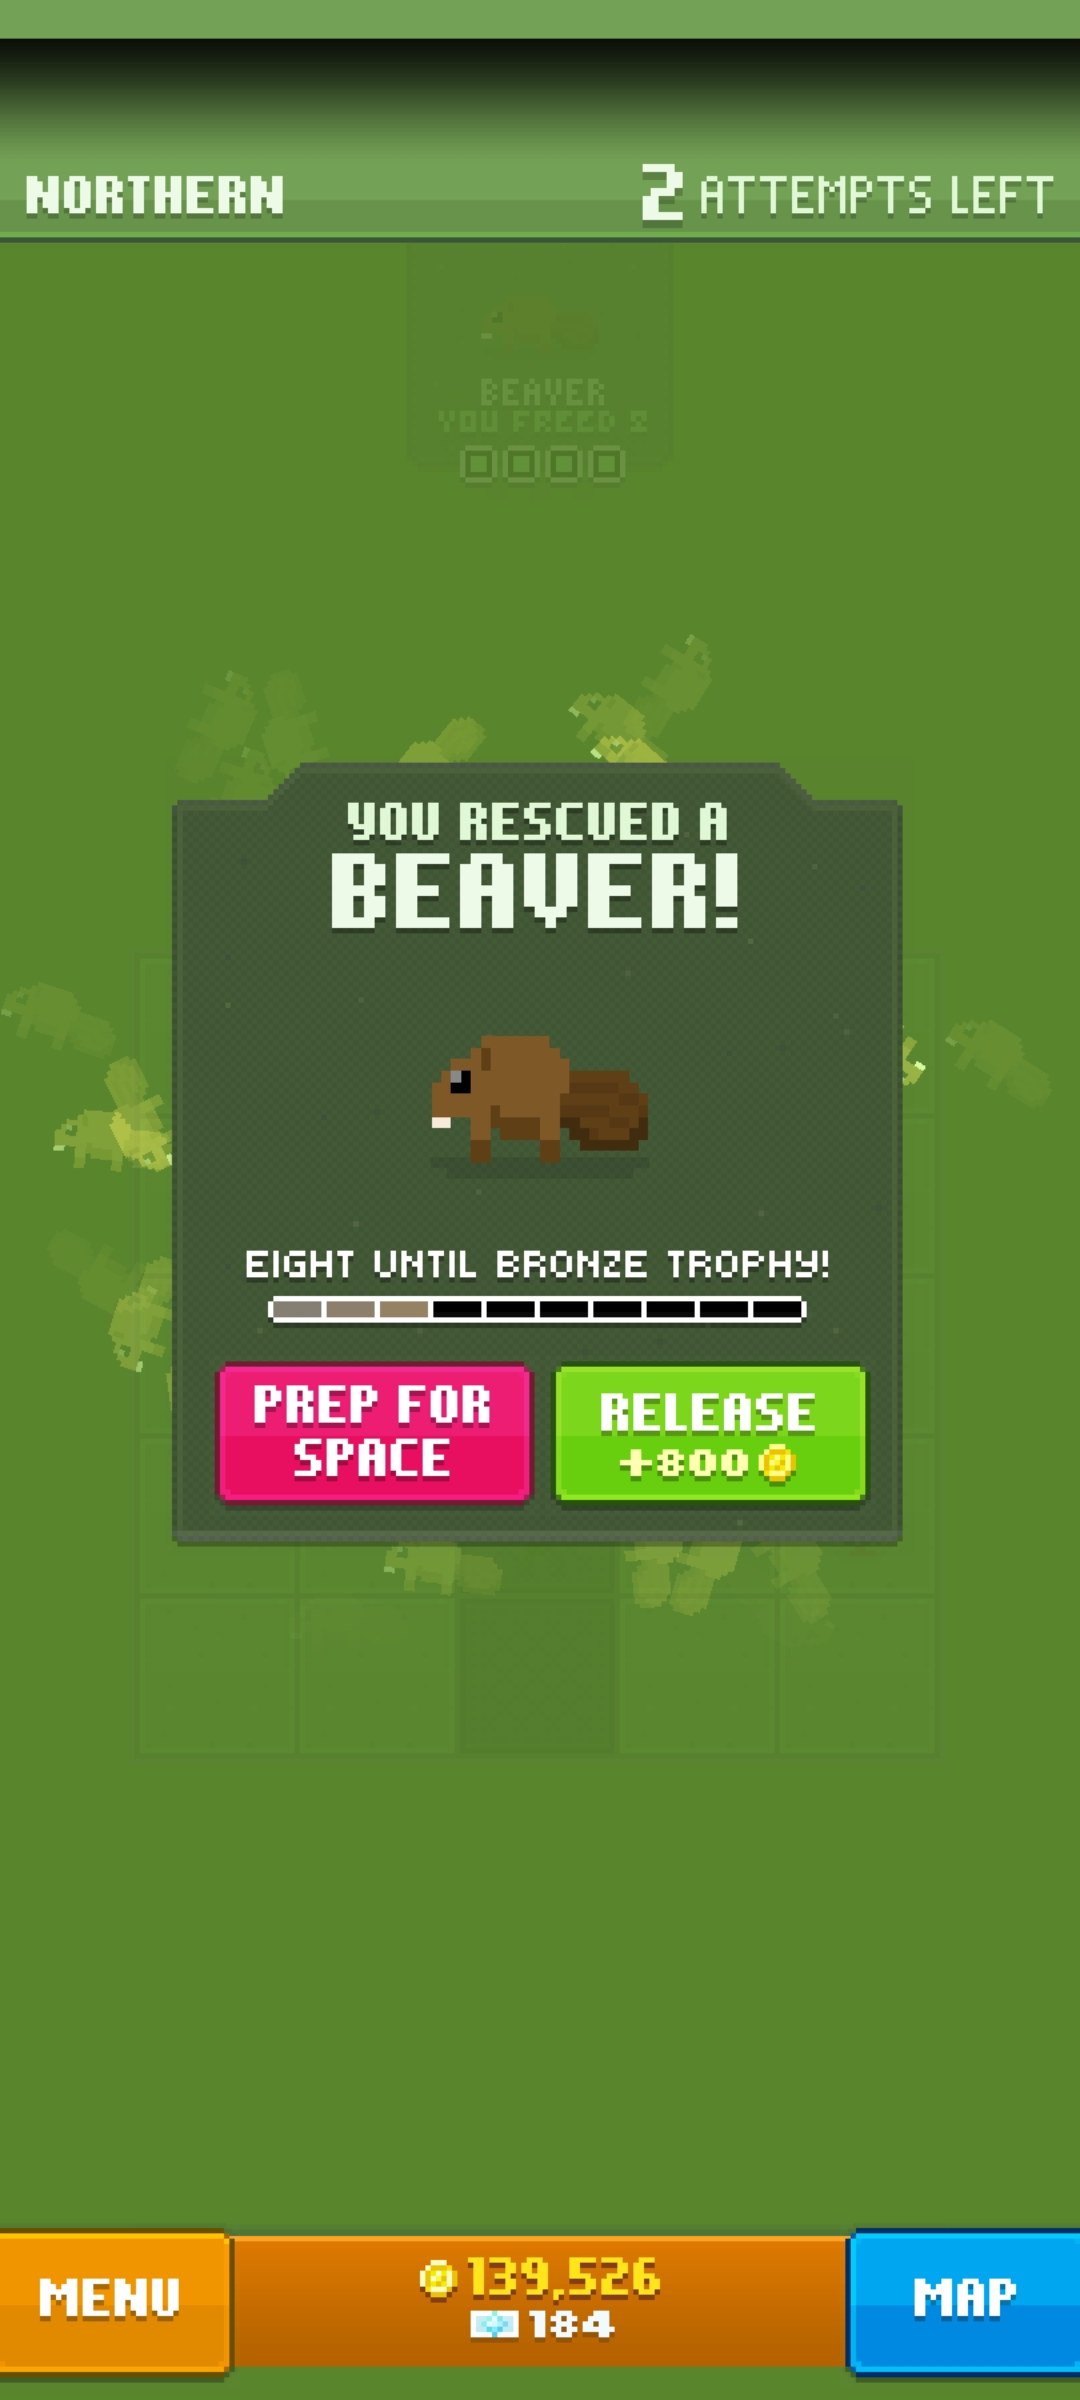 NORTHERN
2 ATTEMPTS LEFT
BEAVER
YOU FREED 2
YOU RESCUED A
BEAVER!
EIGHT UNTIL BRONZE TROPHY!
PREP FOR
SPACE
RELEASE
+800
MENU
139,526
184
MAP